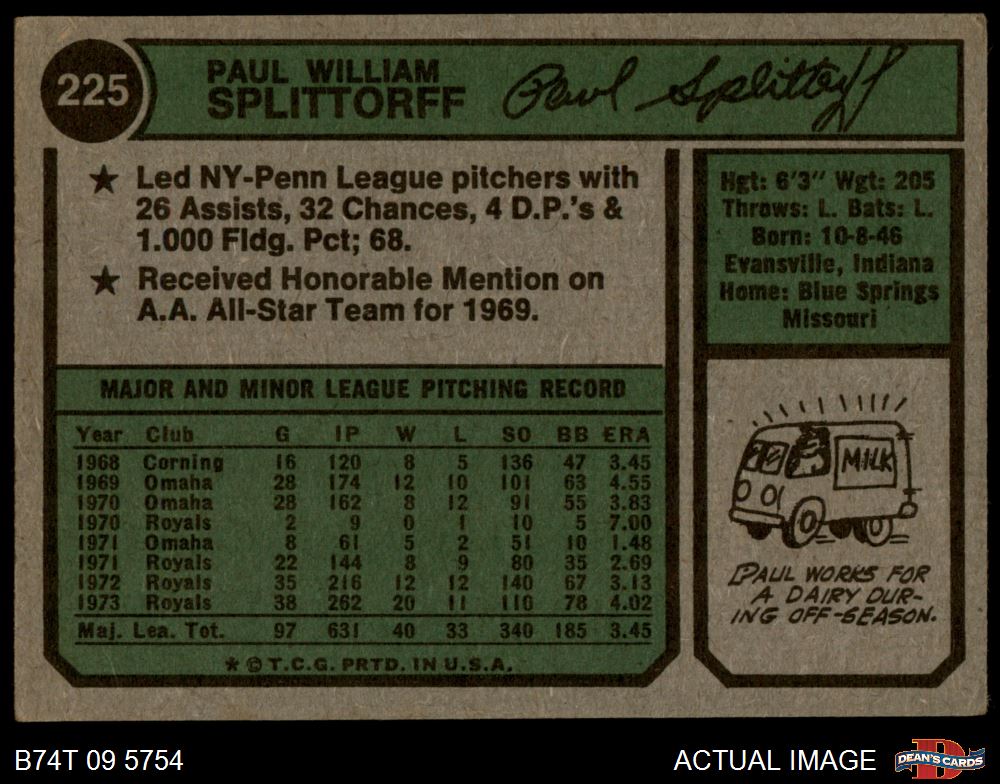 225
PAUL WILLIAM
SPLITTORFF
Paul Splittorff
★ Led NY-Penn League pitchers with
26 Assists, 32 Chances, 4 D.P.'s &
1.000 Fldg. Pct; 68.
★ Received Honorable Mention on
A.A. All-Star Team for 1969.
Hgt: 6'3" Wgt: 205
Throws: L. Bats: L.
Born: 10-8-46
Evansville, Indiana
Home: Blue Springs
Missouri
MAJOR AND MINOR LEAGUE PITCHING RECORD
Year Club G IP W L SO BB ERA
1968 Corning 16 120 8 5 136 47 3.45
1969 Omaha 28 174 12 10 101 63 4.55
1970 Omaha 28 162 8 12 91 55 3.83
1970 Royals 2 9 0 1 10 5 7.00
1971 Omaha 8 61 5 2 51 10 1.48
1971 Royals 22 144 8 9 80 35 2.69
1972 Royals 35 216 12 12 140 67 3.13
1973 Royals 38 262 20 11 110 78 4.02
Maj. Lea. Tot. 97 631 40 33 340 185 3.45
★ © T.C.G. PRTD. IN U.S.A.
MILK
PAUL WORKS FOR
A DAIRY DUR-
ING OFF-SEASON.
B74T 09 5754
ACTUAL IMAGE
D
DEAN'S CARDS